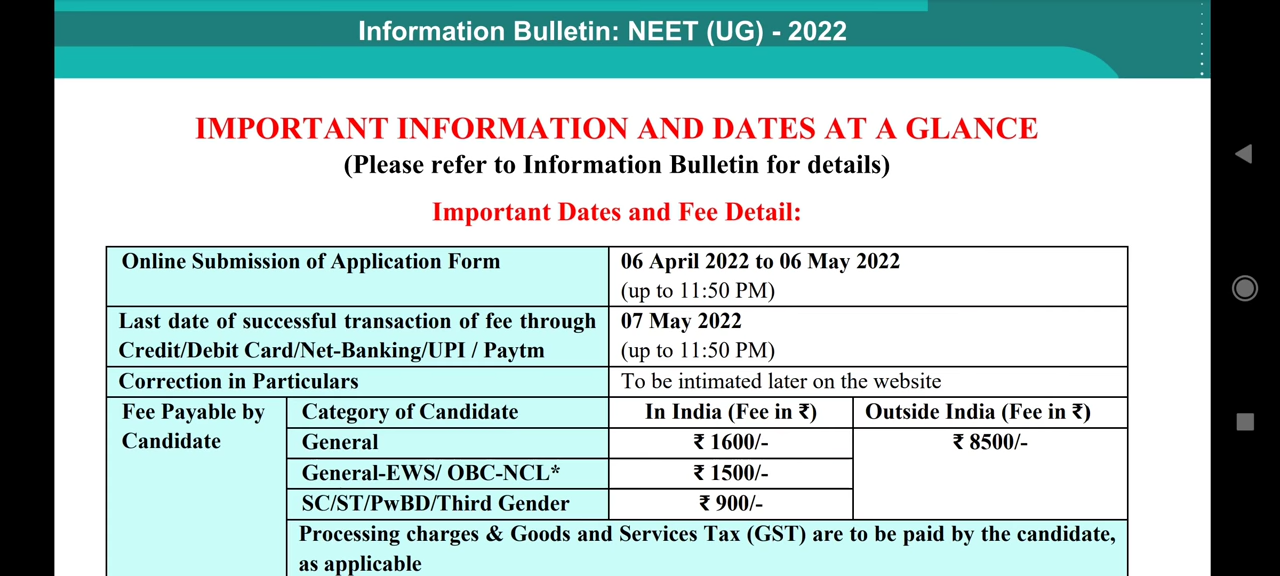 Information Bulletin: NEET (UG) - 2022
IMPORTANT INFORMATION AND DATES AT A GLANCE
(Please refer to Information Bulletin for details)
Important Dates and Fee Detail:
Online Submission of Application Form
06 April 2022 to 06 May 2022
(up to 11:50 PM)
Last date of successful transaction of fee through
Credit/Debit Card/Net-Banking/UPI / Paytm
07 May 2022
(up to 11:50 PM)
Correction in Particulars
To be intimated later on the website
Fee Payable by
Candidate
Category of Candidate
In India (Fee in ₹)
Outside India (Fee in ₹)
General
₹ 1600/-
₹ 8500/-
General-EWS/ OBC-NCL*
₹ 1500/-
SC/ST/PwBD/Third Gender
₹ 900/-
Processing charges & Goods and Services Tax (GST) are to be paid by the candidate,
as applicable